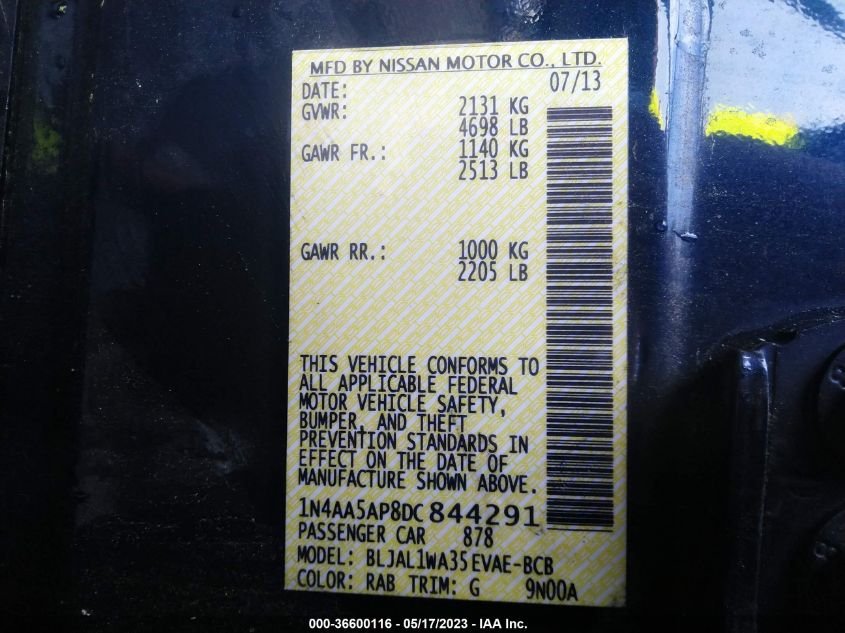 MFD BY NISSAN MOTOR CO., LTD.
DATE: 07/13
GVWR: 2131 KG
4698 LB
GAWR FR.: 1140 KG
2513 LB
GAWR RR.: 1000 KG
2205 LB
THIS VEHICLE CONFORMS TO
ALL APPLICABLE FEDERAL
MOTOR VEHICLE SAFETY,
BUMPER, AND THEFT
PREVENTION STANDARDS IN
EFFECT ON THE DATE OF
MANUFACTURE SHOWN ABOVE.
1N4AA5AP8DC844291
PASSENGER CAR 878
MODEL: BLJAL1WA35EVAE-BCB
COLOR: RAB TRIM: G 9N00A
000-36600116 - 05/17/2023 - IAA Inc.